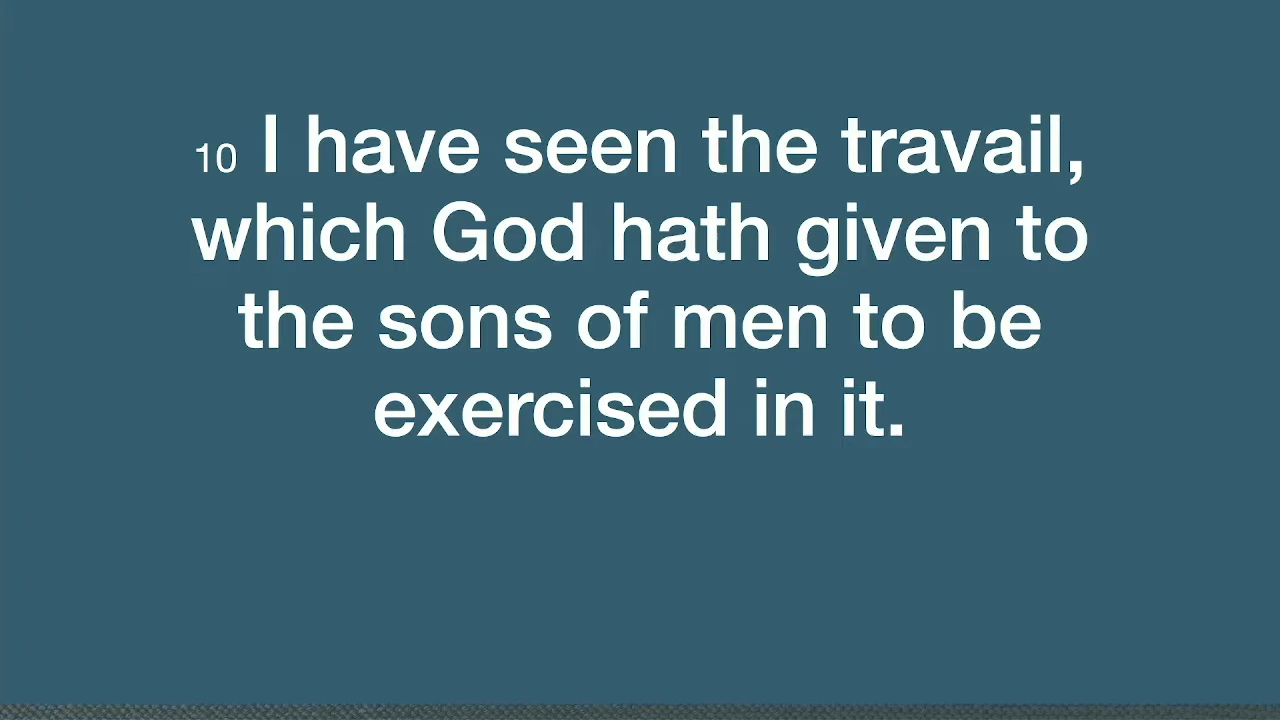 10 I have seen the travail,
which God hath given to
the sons of men to be
exercised in it.